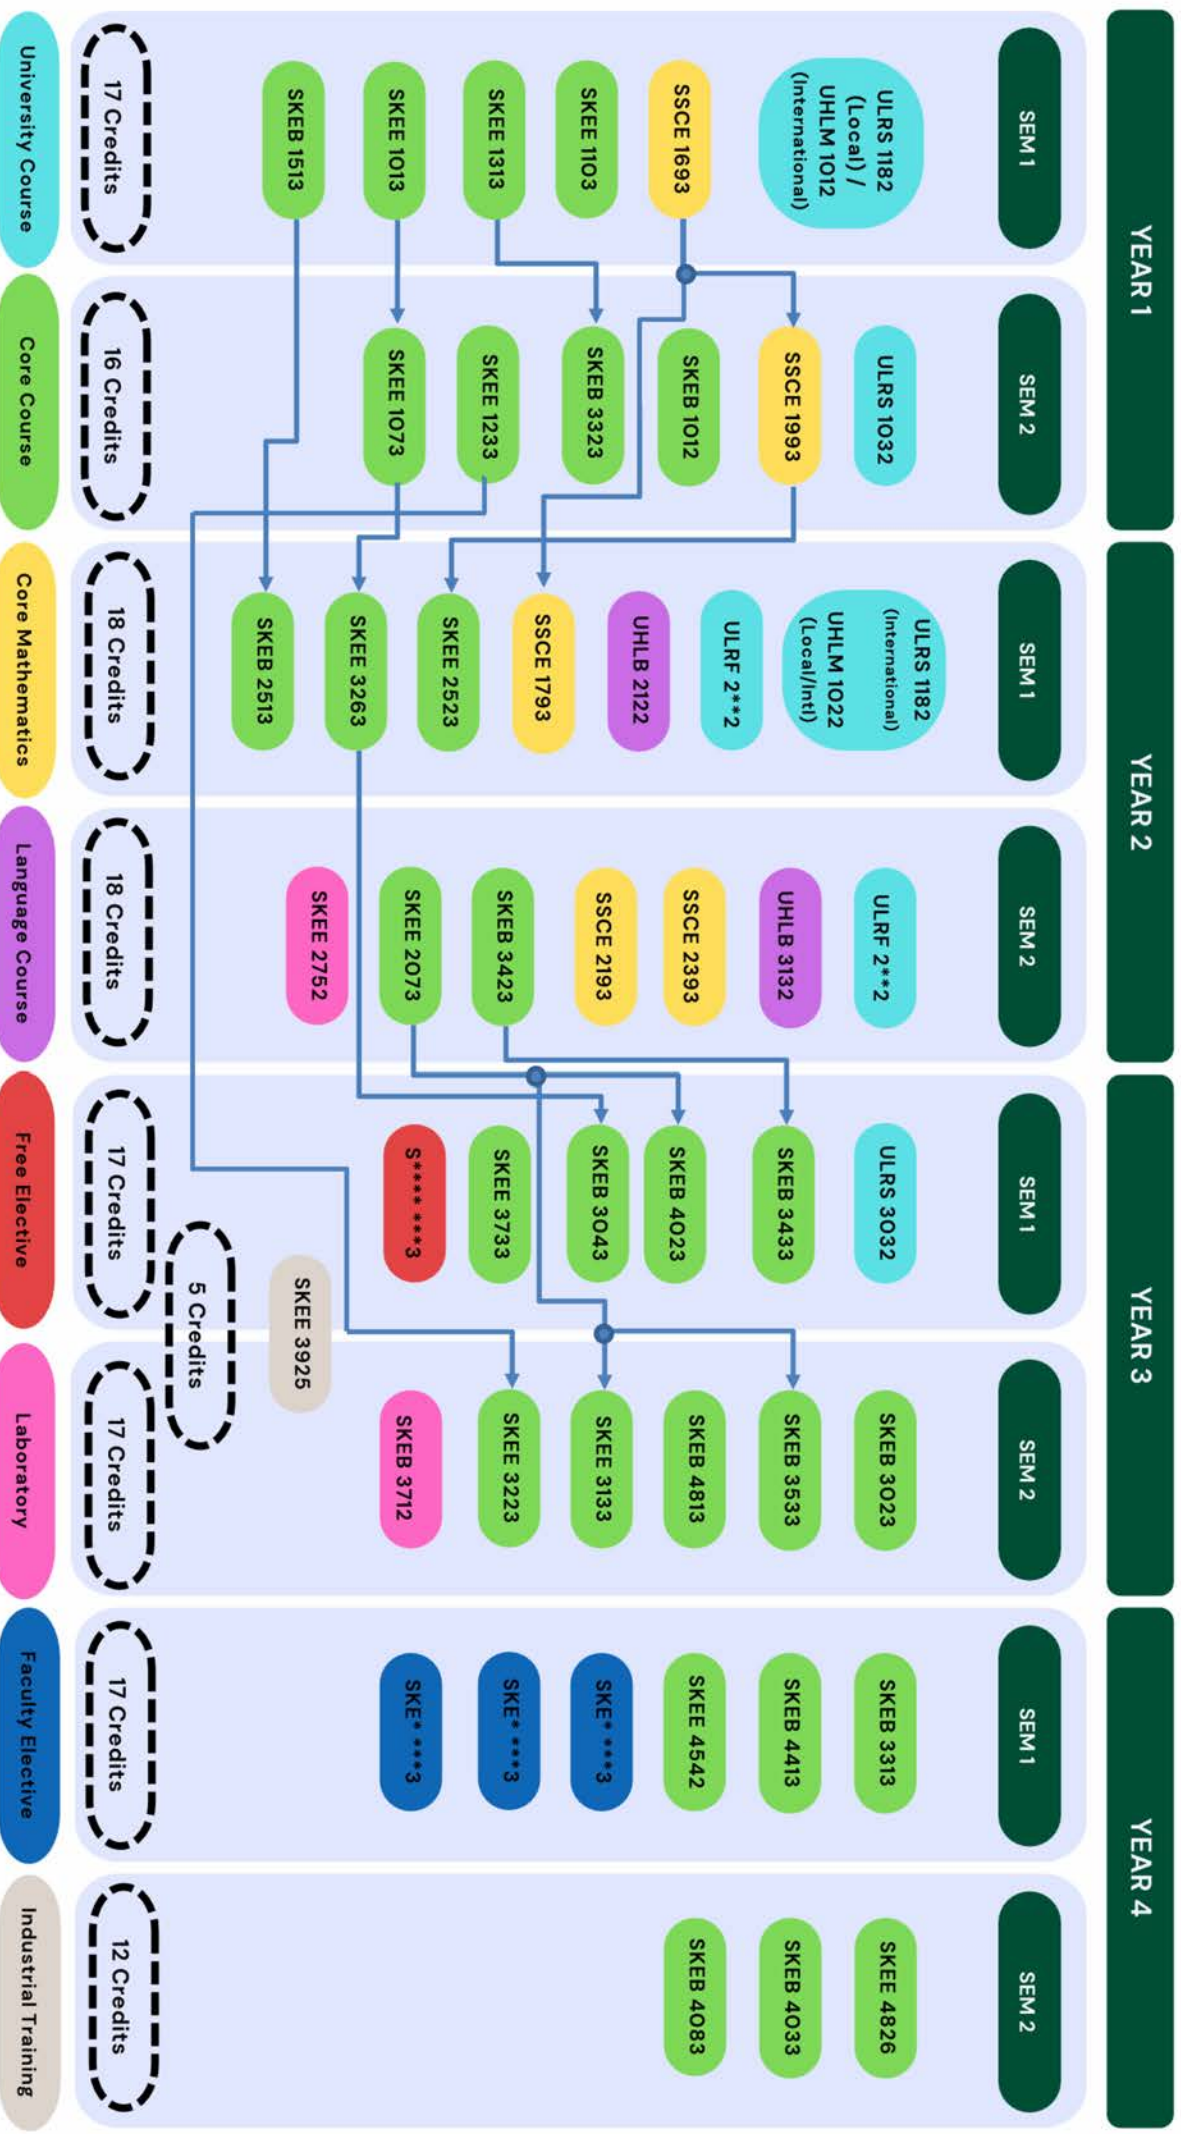 YEAR 1
YEAR 2
YEAR 3
YEAR 4
SEM 1
ULRS 1182
(Local) /
UHLM 1012
(International)
SSCE 1693
SKEE 1103
SKEE 1313
SKEE 1013
SKEB 1513
17 Credits
SEM 2
ULRS 1032
SSCE 1993
SKEB 1012
SKEB 3323
SKEE 1233
SKEE 1073
16 Credits
SEM 1
ULRS 1182
(International)
UHLM 1022
(Local/Intl)
ULRF 2**2
UHLB 2122
SSCE 1793
SKEE 2523
SKEE 3263
SKEB 2513
18 Credits
SEM 2
ULRF 2**2
UHLB 3132
SSCE 2393
SSCE 2193
SKEB 3423
SKEE 2073
SKEE 2752
18 Credits
SEM 1
ULRS 3032
SKEB 3433
SKEB 4023
SKEB 3043
SKEE 3733
S**** ***3
17 Credits
SKEE 3925
5 Credits
SEM 2
SKEB 3023
SKEB 3533
SKEB 4813
SKEE 3133
SKEE 3223
SKEB 3712
17 Credits
SEM 1
SKEB 3313
SKEB 4413
SKEE 4542
SKE* ***3
SKE* ***3
SKE* ***3
17 Credits
SEM 2
SKEE 4826
SKEB 4033
SKEB 4083
12 Credits
University Course
Core Course
Core Mathematics
Language Course
Free Elective
Laboratory
Faculty Elective
Industrial Training